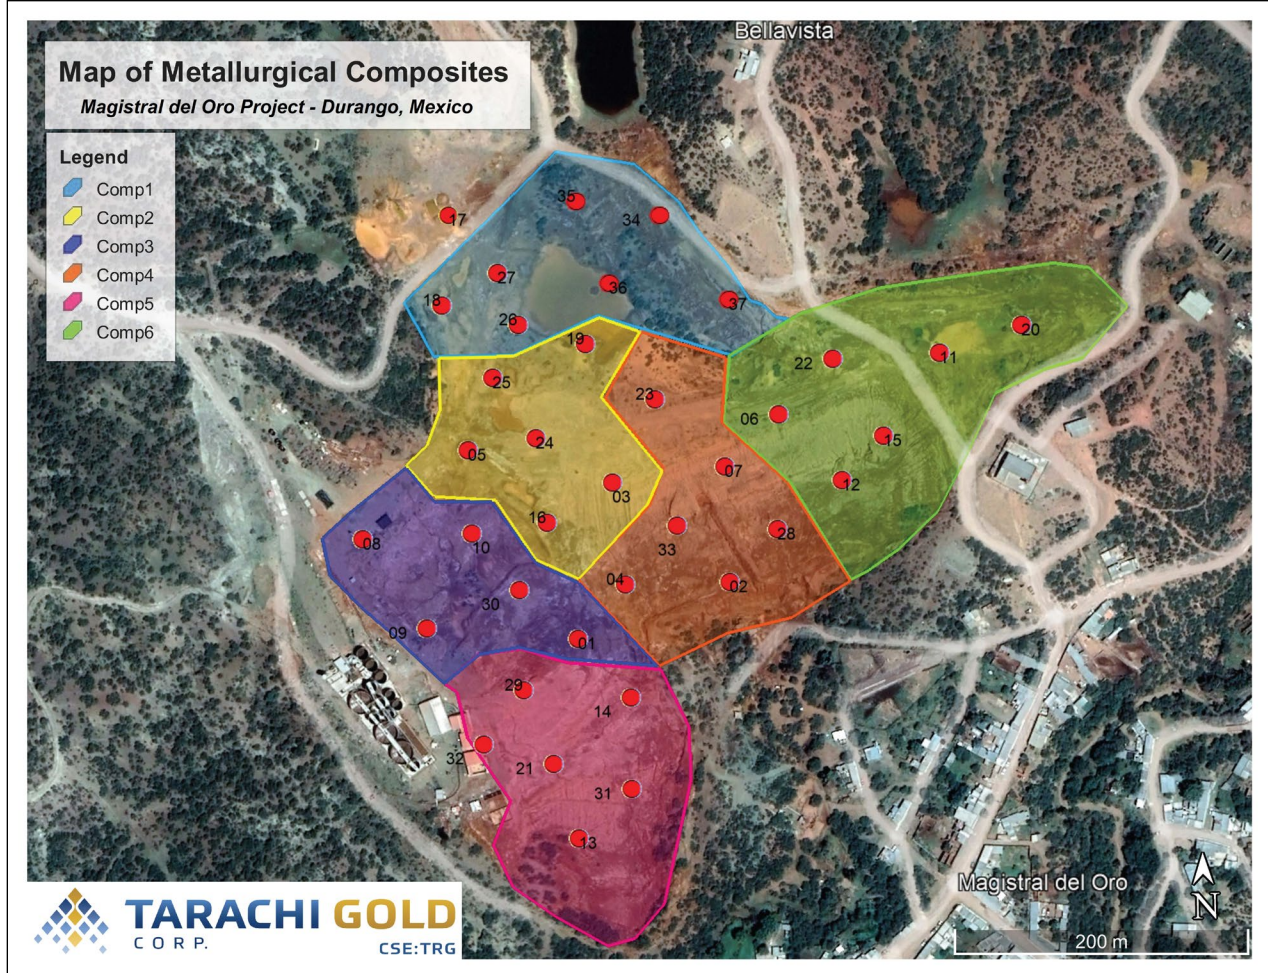 Bellavista
Map of Metallurgical Composites
Magistral del Oro Project - Durango, Mexico
Legend
Comp1
Comp2
Comp3
Comp4
Comp5
Comp6
35
17
34
27
36
18
37
26
19
20
11
22
25
23
06
15
24
05
07
12
03
16
28
08
10
33
04
02
30
09
01
29
14
32
21
31
13
Magistral del Oro
N
200 m
TARACHI GOLD
CORP.
CSE:TRG